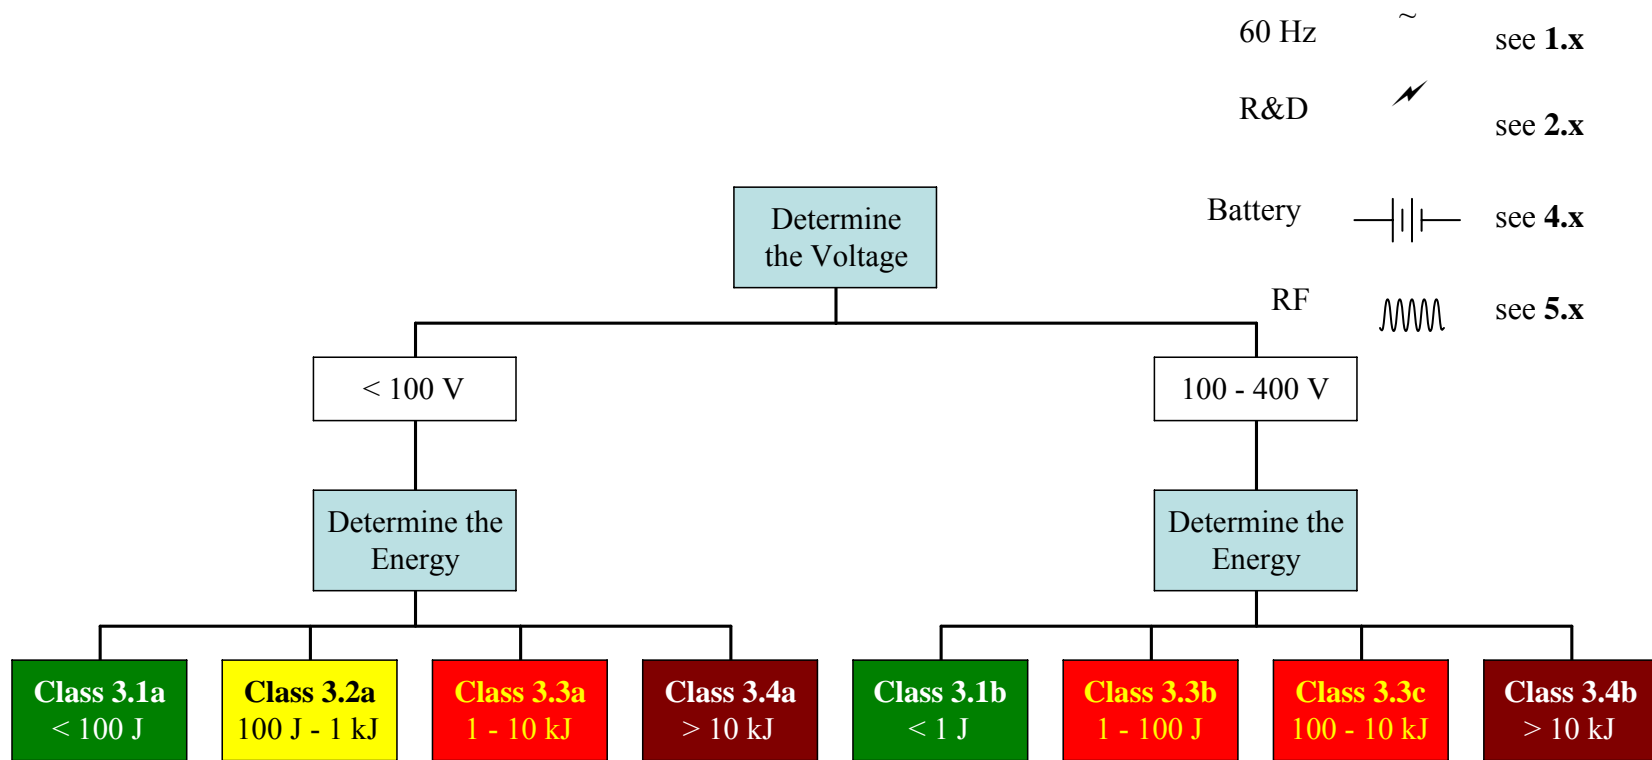 60 Hz ~ see 1.x
R&D see 2.x
Battery see 4.x
RF see 5.x
Determine
the Voltage
< 100 V
100 - 400 V
Determine the
Energy
Determine the
Energy
Class 3.1a
< 100 J
Class 3.2a
100 J - 1 kJ
Class 3.3a
1 - 10 kJ
Class 3.4a
> 10 kJ
Class 3.1b
< 1 J
Class 3.3b
1 - 100 J
Class 3.3c
100 - 10 kJ
Class 3.4b
> 10 kJ